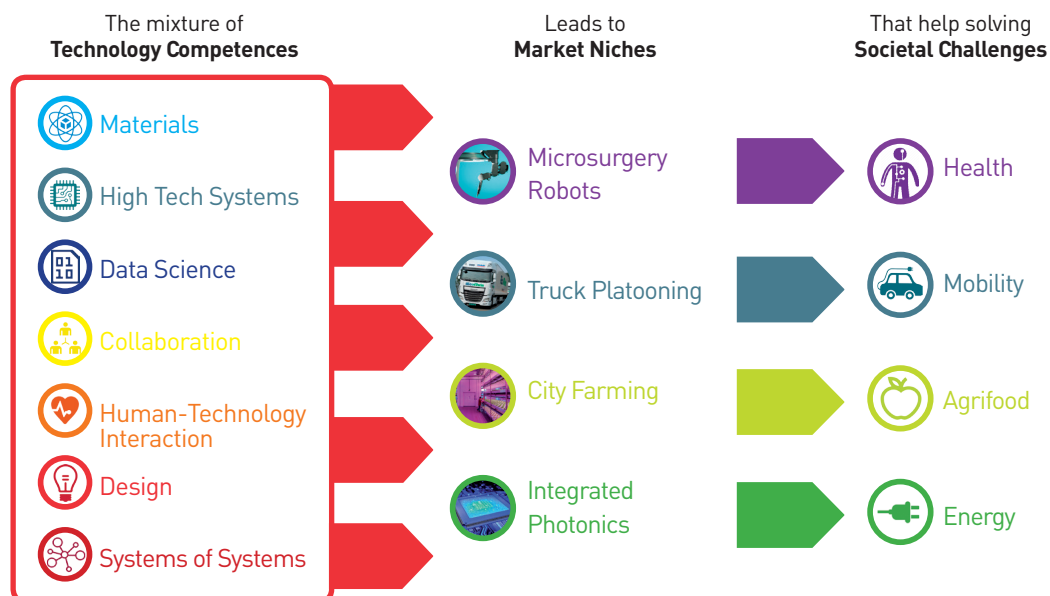 The mixture of
Technology Competences
Leads to
Market Niches
That help solving
Societal Challenges
Materials
High Tech Systems
Data Science
Collaboration
Human-Technology
Interaction
Design
Systems of Systems
Microsurgery
Robots
Truck Platooning
City Farming
Integrated
Photonics
Health
Mobility
Agrifood
Energy
01
10